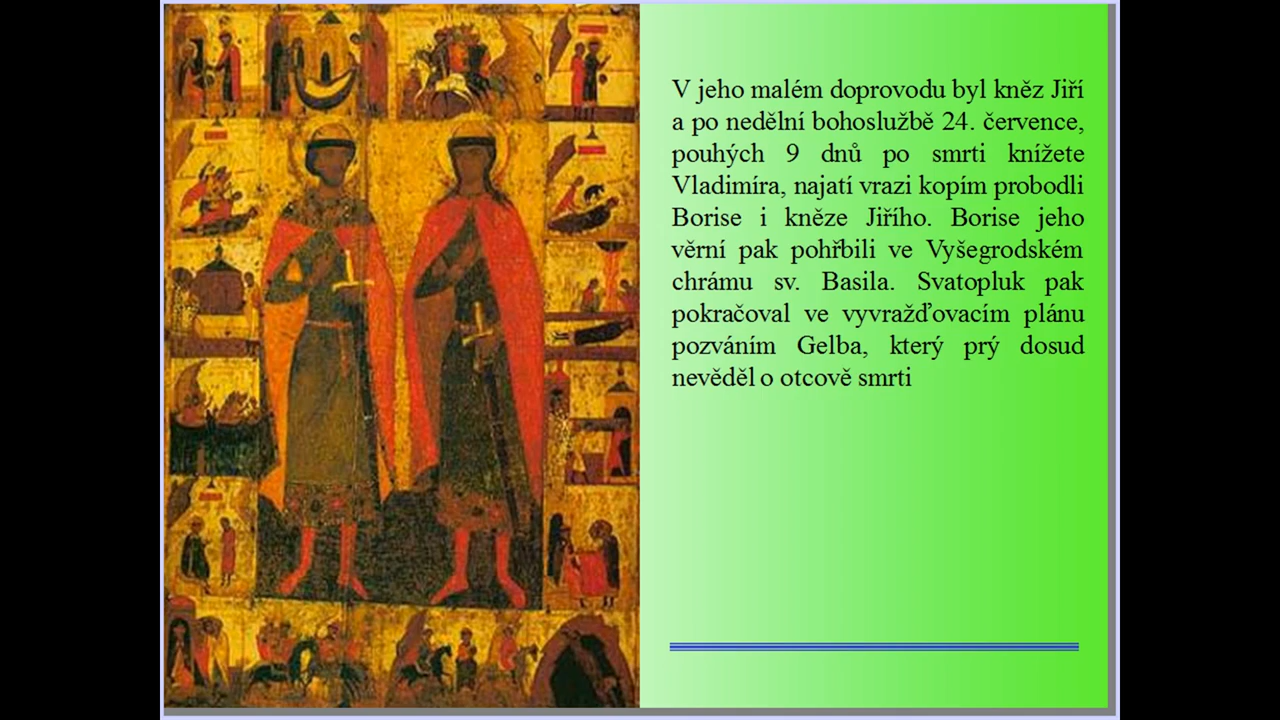 V jeho malém doprovodu byl kněz Jiří
a po nedělní bohoslužbě 24. července,
pouhých 9 dnů po smrti knížete
Vladimíra, najatí vrazi kopím probodli
Borise i kněze Jiřího. Borise jeho
věrní pak pohřbili ve Vyšegrodském
chrámu sv. Basila. Svatopluk pak
pokračoval ve vyvražďovacím plánu
pozváním Gelba, který prý dosud
nevěděl o otcově smrti